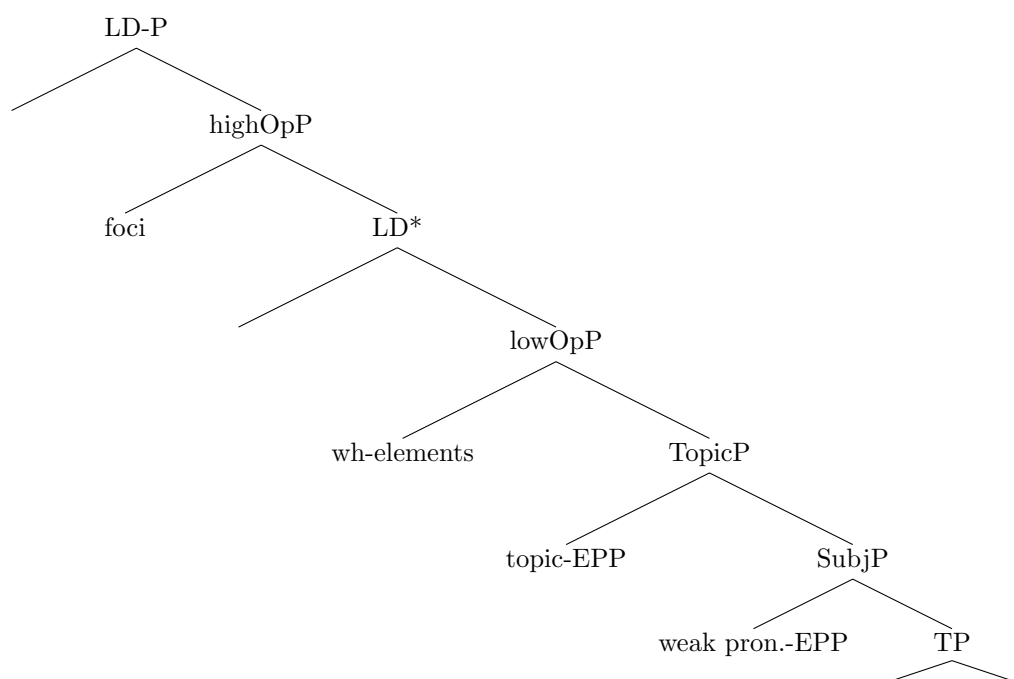 LD-P
highOpP
foci
LD*
lowOpP
wh-elements
TopicP
topic-EPP
SubjP
weak pron.-EPP
TP